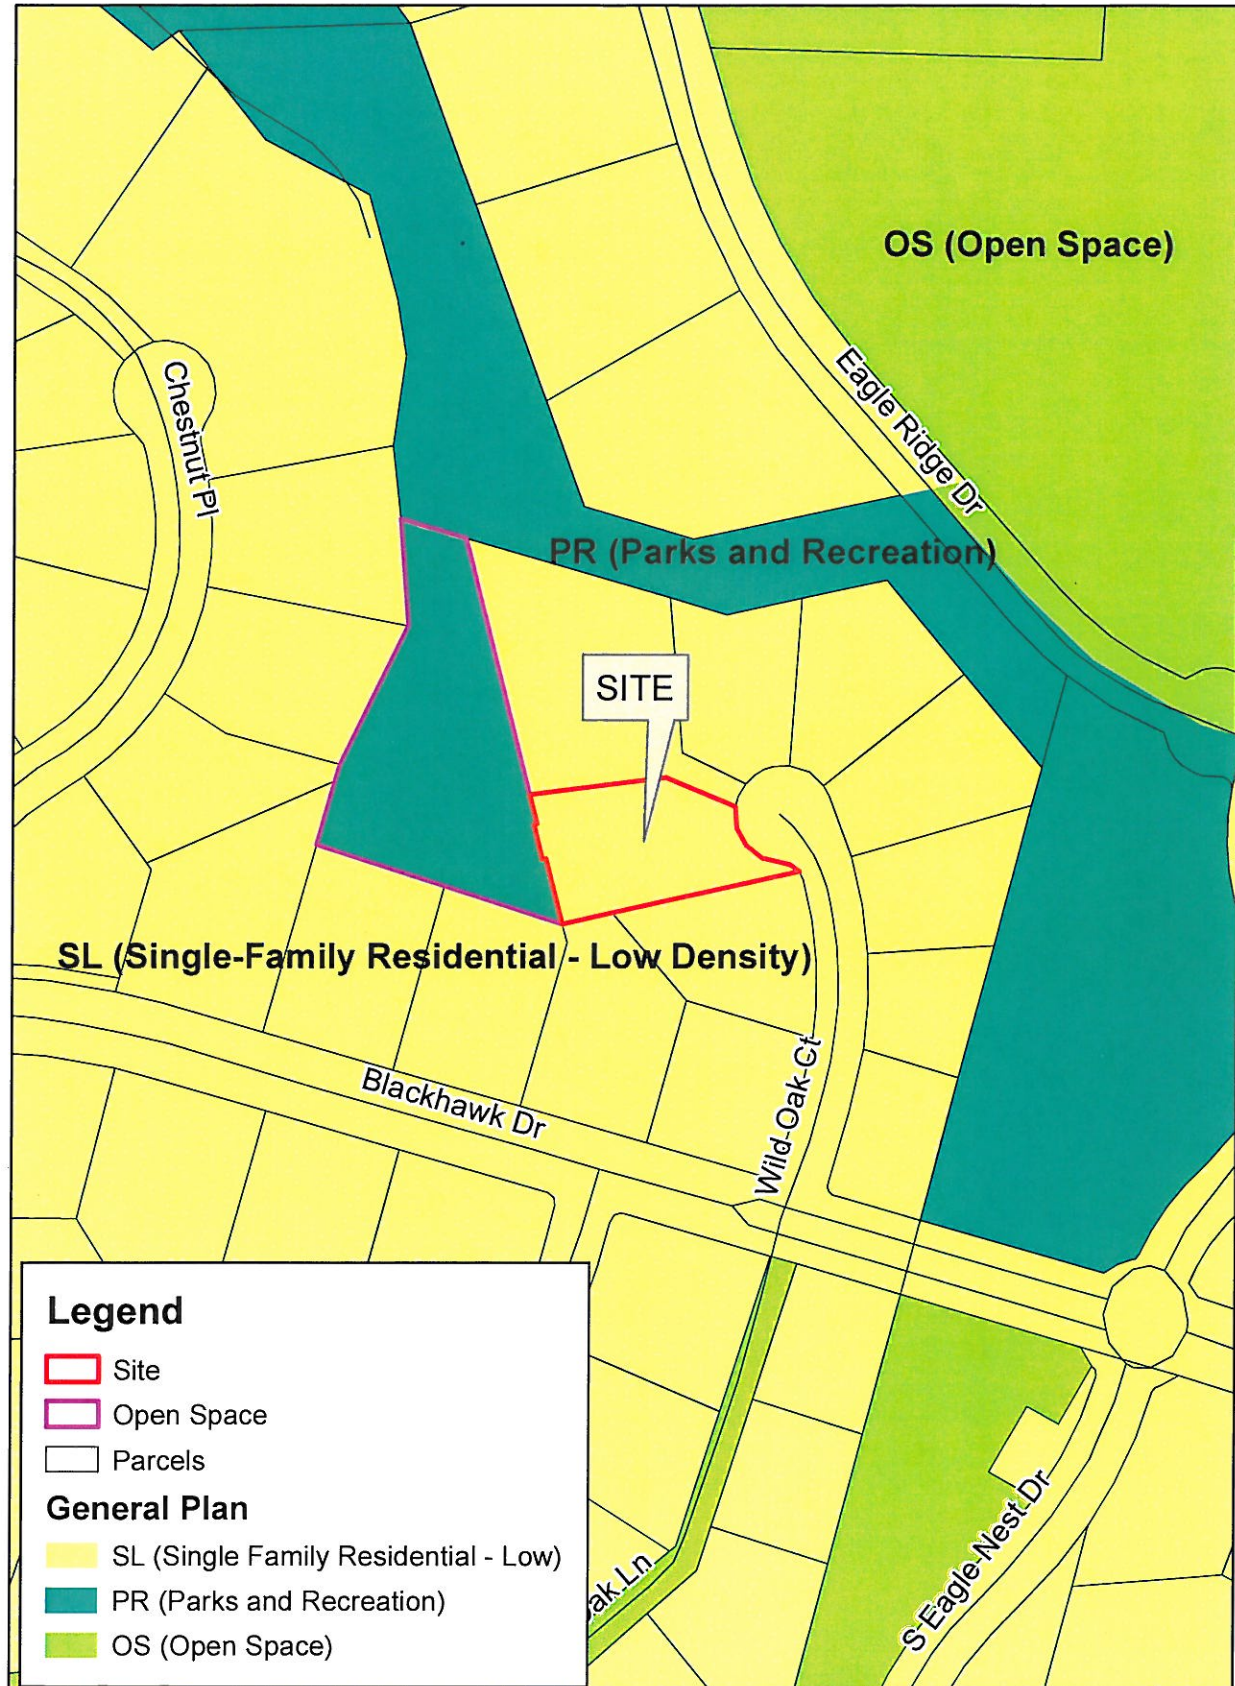 OS (Open Space)
Eagle Ridge Dr
Chestnut Pl
PR (Parks and Recreation)
SITE
SL (Single-Family Residential - Low Density)
Blackhawk Dr
Wild Oak Ct
Legend
Site
Open Space
Parcels
General Plan
SL (Single Family Residential - Low)
PR (Parks and Recreation)
OS (Open Space)
Ln
S Eagle Nest Dr